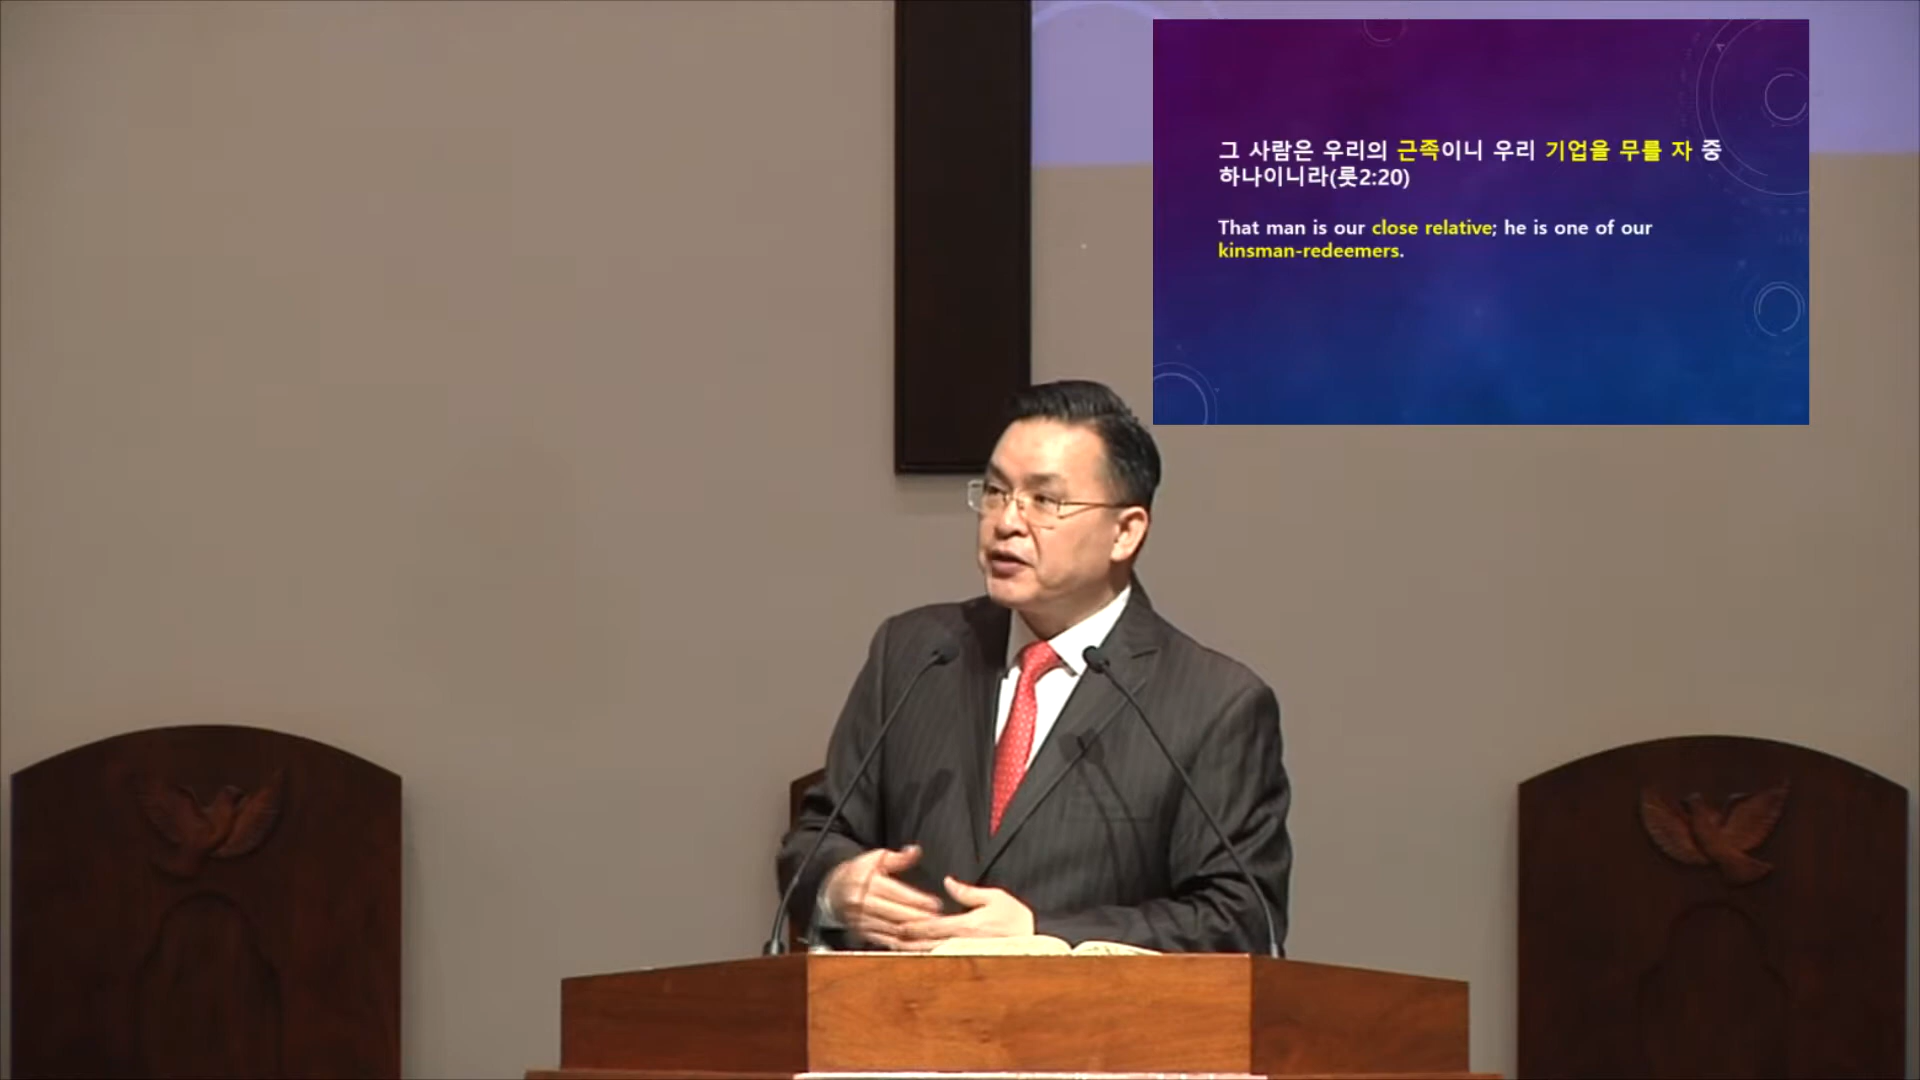 그 사람은 우리의 근족이니 우리 기업을 무를 자 중
하나이니라(룻2:20)
That man is our close relative; he is one of our
kinsman-redeemers.